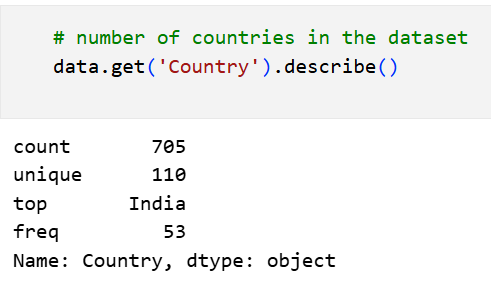 # number of countries in the dataset
data.get('Country').describe()
count 705
unique 110
top India
freq 53
Name: Country, dtype: object